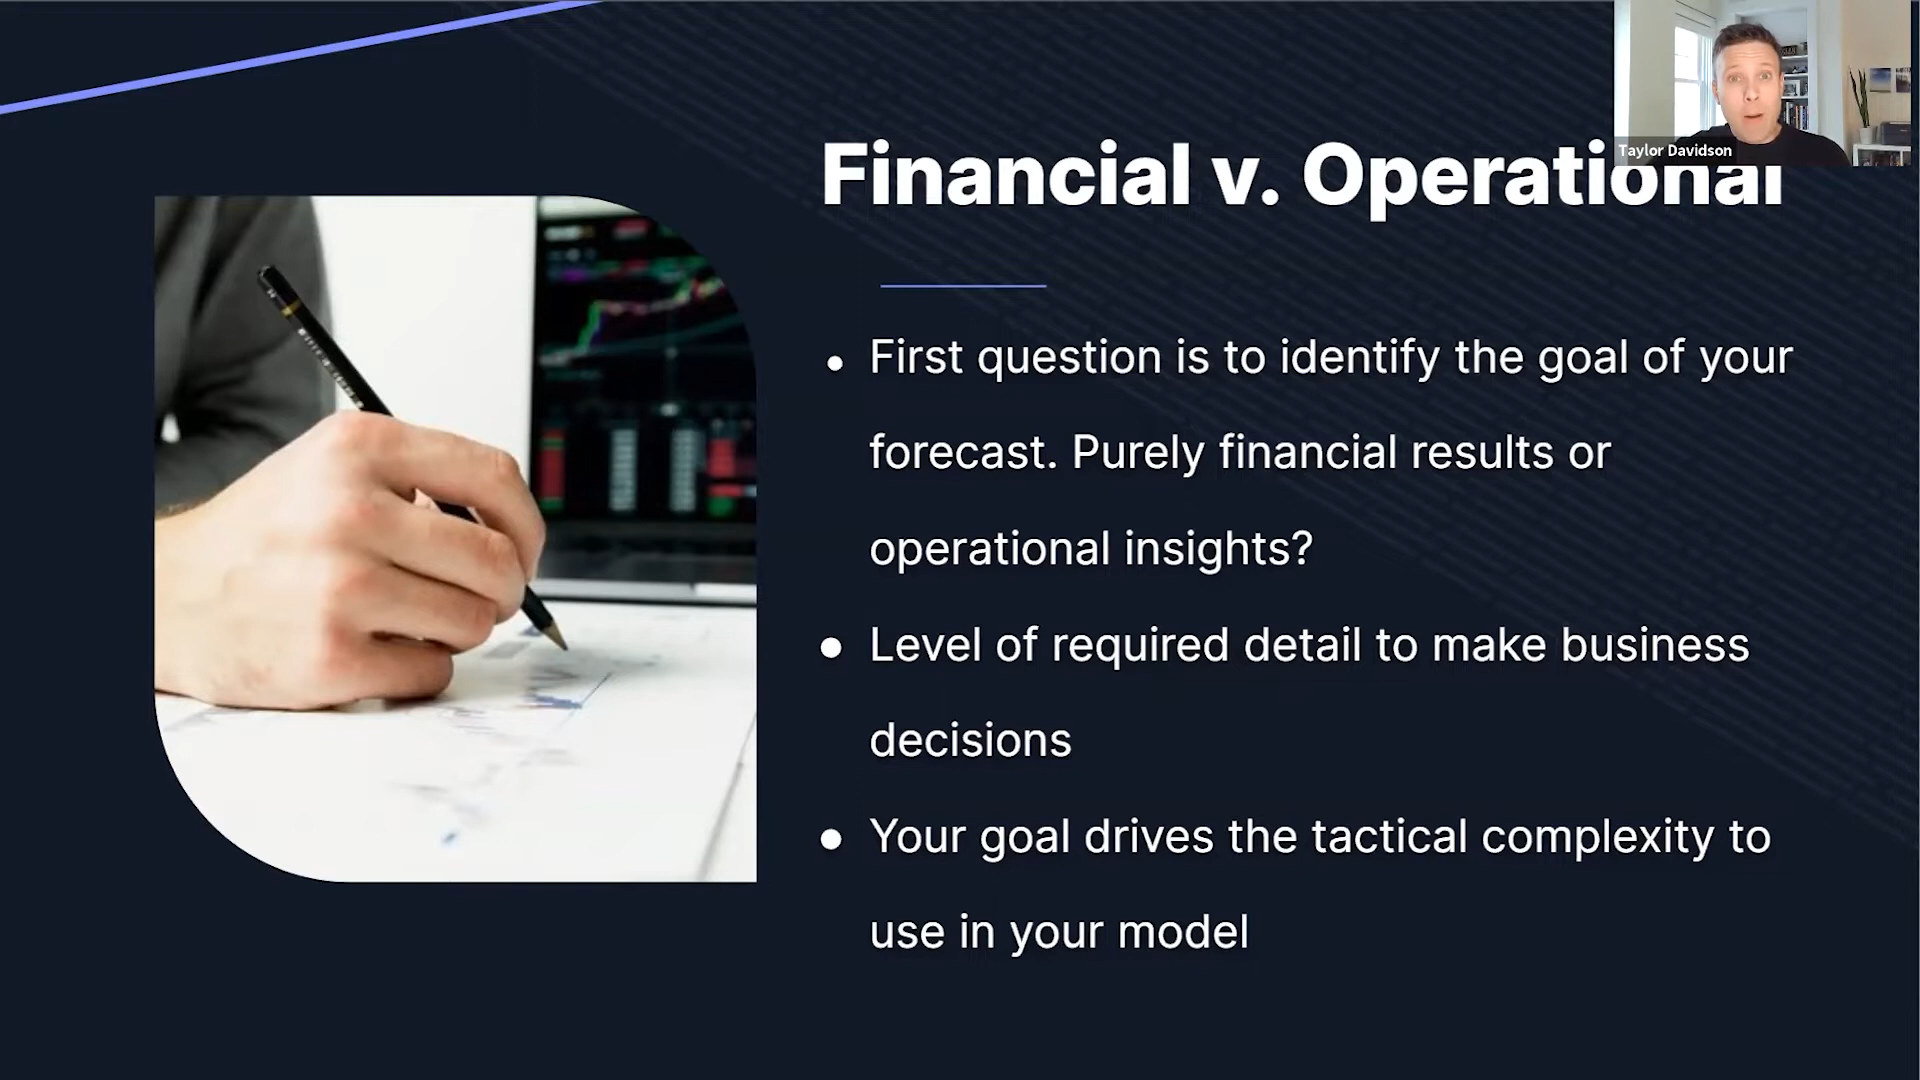 Taylor Davidson
Financial v. Operational
First question is to identify the goal of your
forecast. Purely financial results or
operational insights?
Level of required detail to make business
decisions
Your goal drives the tactical complexity to
use in your model